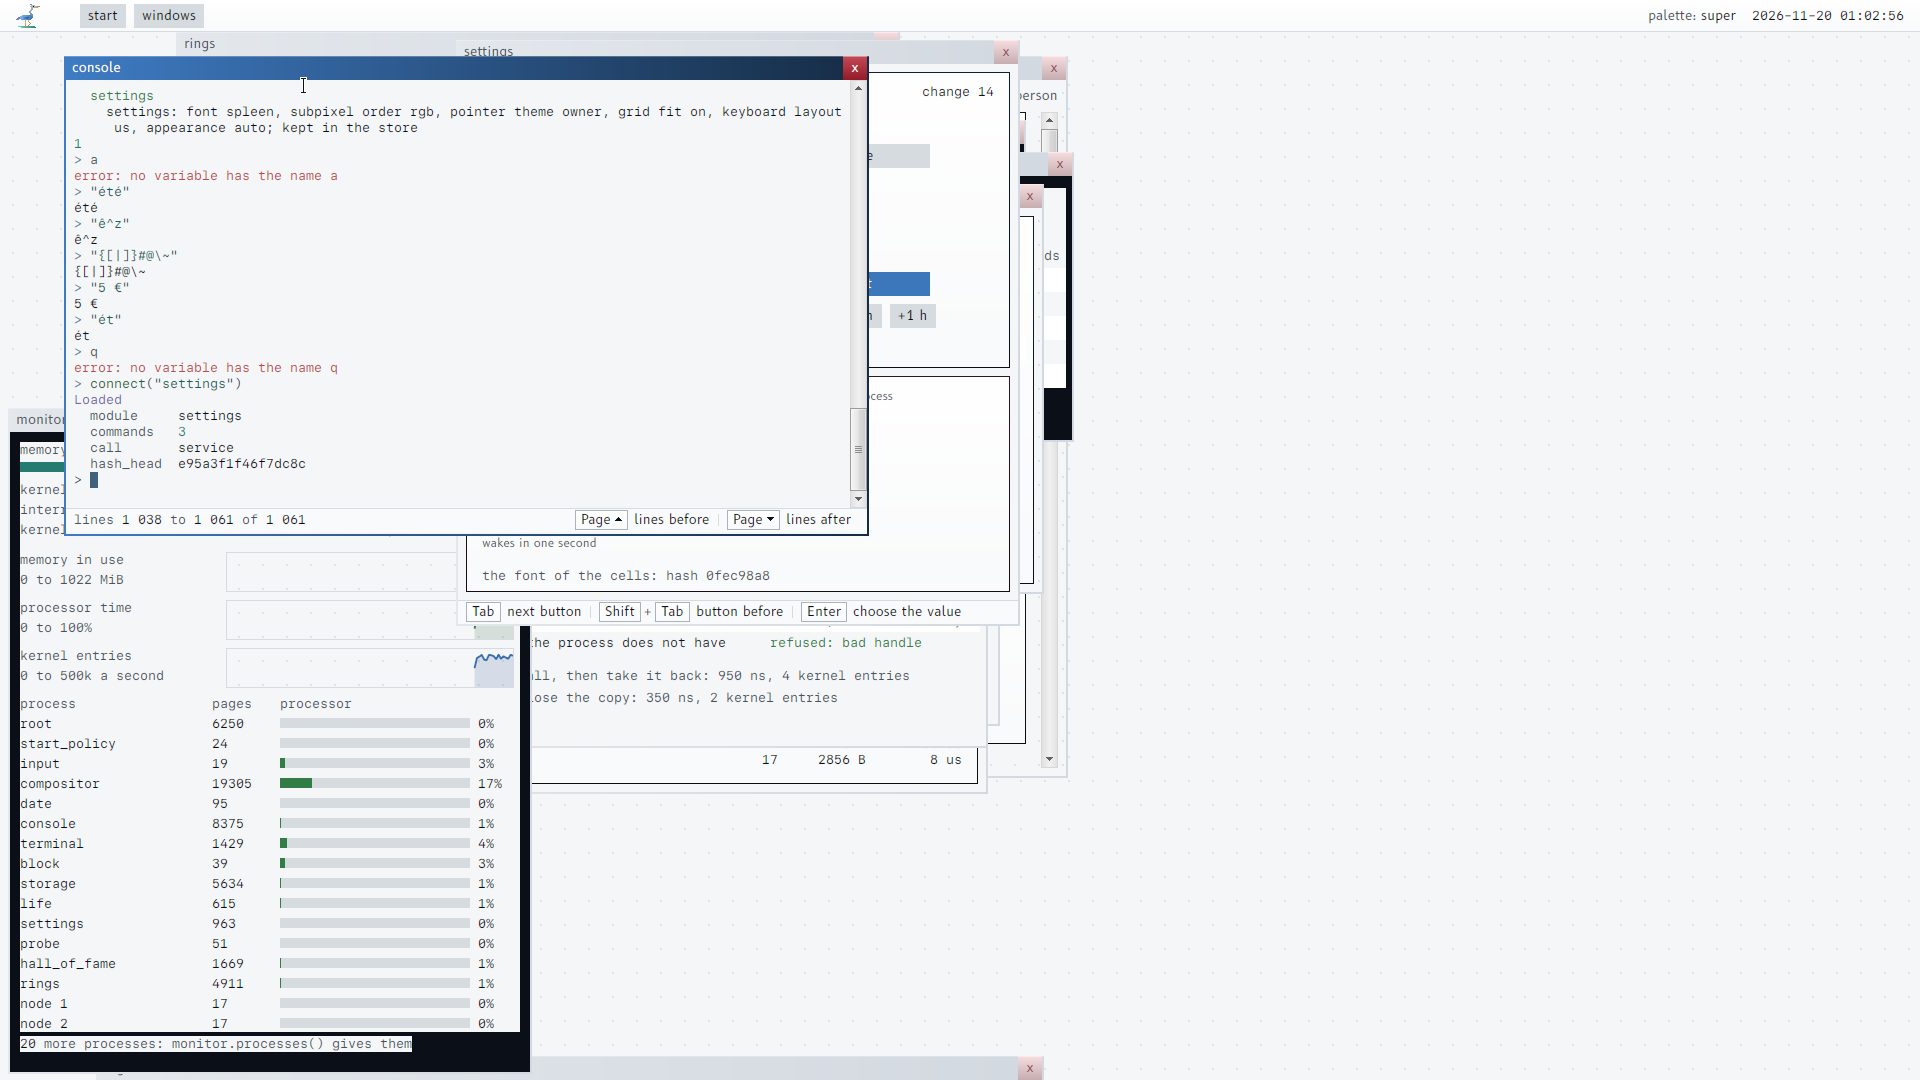 start windows palette: super 2026-11-20 01:02:56
rings
settings x
console x
x
settings
settings: font spleen, subpixel order rgb, pointer theme owner, grid fit on, keyboard layout
us, appearance auto; kept in the store
1
> a
error: no variable has the name a
> "été"
été
> "ê^z"
ê^z
> "{[|]}#@\~"
{[|]}#@\~
> "5 €"
5 €
> "ét"
ét
> q
error: no variable has the name q
> connect("settings")
Loaded
module settings
commands 3
call service
hash_head e95a3f1f46f7dc8c
>
lines 1 038 to 1 061 of 1 061 Page lines before Page lines after
change 14
erson
x
x
ds
+1 h
cess
wakes in one second
the font of the cells: hash 0fec98a8
Tab next button Shift + Tab button before Enter choose the value
the process does not have refused: bad handle
all, then take it back: 950 ns, 4 kernel entries
lose the copy: 350 ns, 2 kernel entries
17 2856 B 8 us
monitor
memory
kernel
inter
kernel
memory in use
0 to 1022 MiB
processor time
0 to 100%
kernel entries
0 to 500k a second
process pages processor
root 6250 0%
start_policy 24 0%
input 19 3%
compositor 19305 17%
date 95 0%
console 8375 1%
terminal 1429 4%
block 39 3%
storage 5634 1%
life 615 1%
settings 963 0%
probe 51 0%
hall_of_fame 1669 1%
rings 4911 1%
node 1 17 0%
node 2 17 0%
20 more processes: monitor.processes() gives them
x